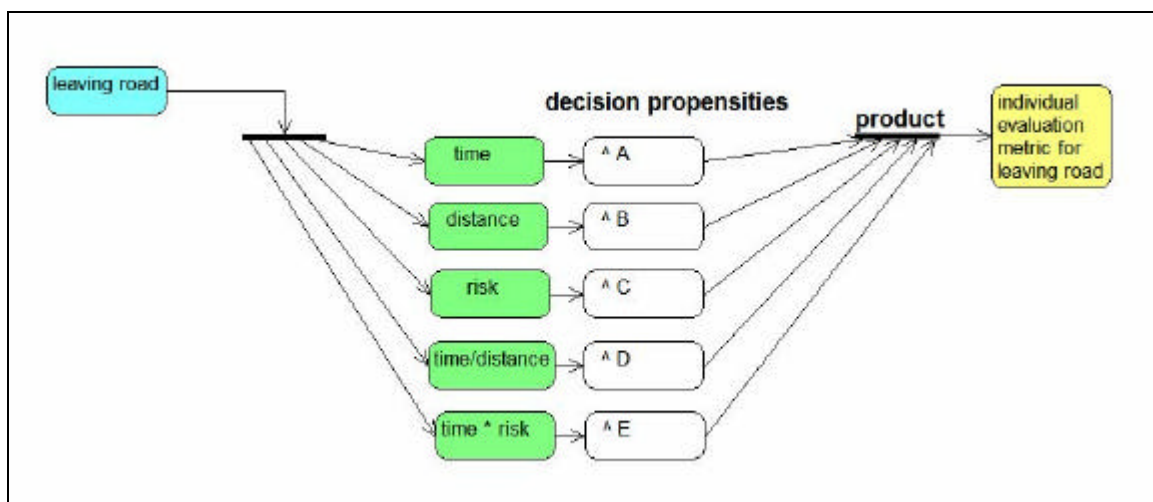 leaving road
decision propensities
product
individual
evaluation
metric for
leaving road
time
^ A
distance
^ B
risk
^ C
time/distance
^ D
time * risk
^ E